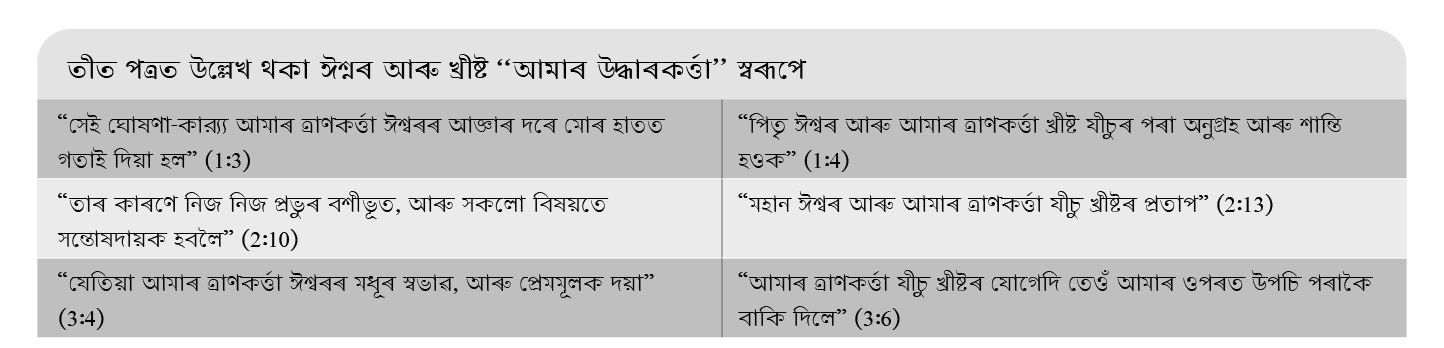 তীত পত্ৰত উল্লেখ থকা ঈশ্বৰ আৰু খ্ৰীষ্ট ‘‘আমাৰ উদ্ধাৰকৰ্ত্তা’’ স্বৰূপে
“সেই ঘোষণা-কাৰ্য্য আমাৰ ত্ৰাণকৰ্ত্তা ঈশ্বৰৰ আজ্ঞাৰ দৰে মোৰ হাতত
গতাই দিয়া হল” (1:3)
“পিতৃ ঈশ্বৰ আৰু আমাৰ ত্ৰাণকৰ্ত্তা খ্ৰীষ্ট যীচুৰ পৰা অনুগ্ৰহ আৰু শান্তি
হওক” (1:4)
“তাৰ কাৰণে নিজ নিজ প্ৰভুৰ বশীভূত, আৰু সকলো বিষয়তে
সন্তোষদায়ক হবলৈ” (2:10)
“মহান ঈশ্বৰ আৰু আমাৰ ত্ৰাণকৰ্ত্তা যীচু খ্ৰীষ্টৰ প্ৰতাপ” (2:13)
“যেতিয়া আমাৰ ত্ৰাণকৰ্ত্তা ঈশ্বৰৰ মধূৰ স্বভাৱ, আৰু প্ৰেমমূলক দয়া”
(3:4)
“আমাৰ ত্ৰাণকৰ্ত্তা যীচু খ্ৰীষ্টৰ যোগেদি তেওঁ আমাৰ ওপৰত উপচি পৰাকৈ
বাকি দিলে” (3:6)